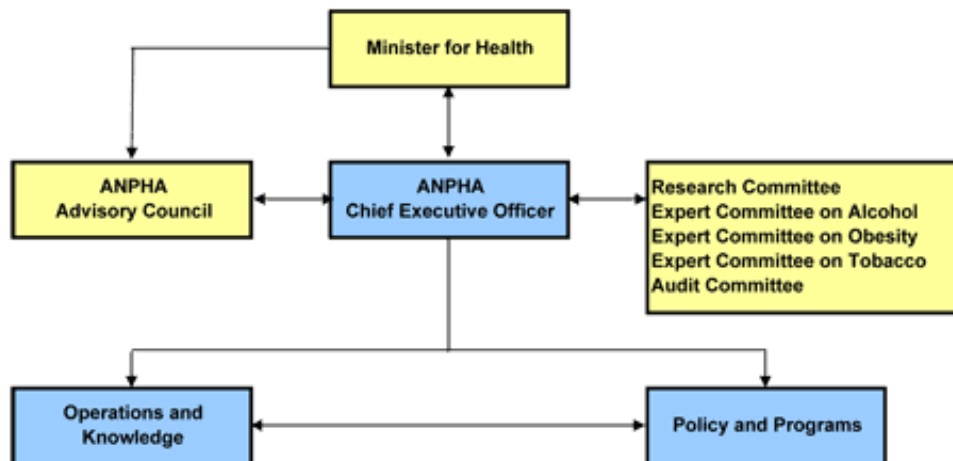 Minister for Health
ANPHA
Advisory Council
ANPHA
Chief Executive Officer
Research Committee
Expert Committee on Alcohol
Expert Committee on Obesity
Expert Committee on Tobacco
Audit Committee
Operations and
Knowledge
Policy and Programs